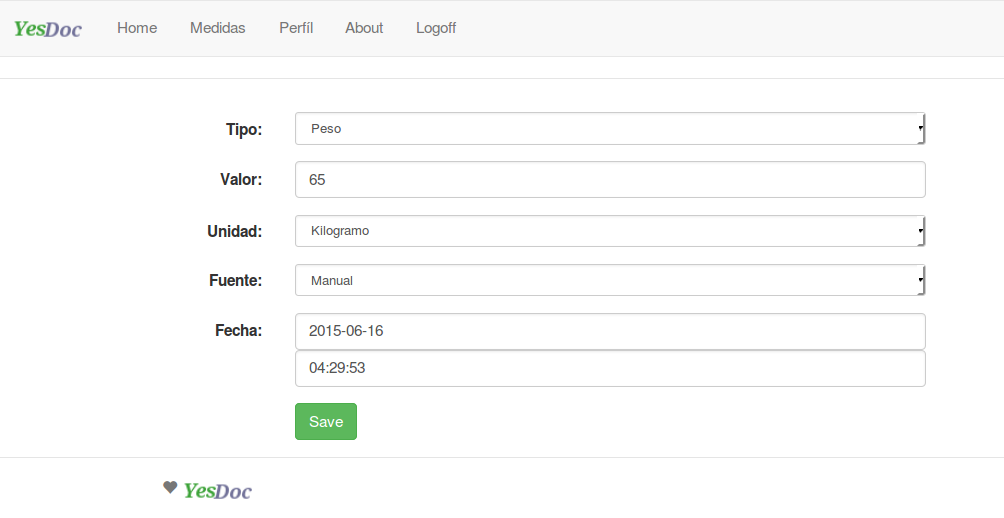 YesDoc Home Medidas Perfíl About Logoff
Tipo: Peso
Valor: 65
Unidad: Kilogramo
Fuente: Manual
Fecha: 2015-06-16
04:29:53
Save
YesDoc